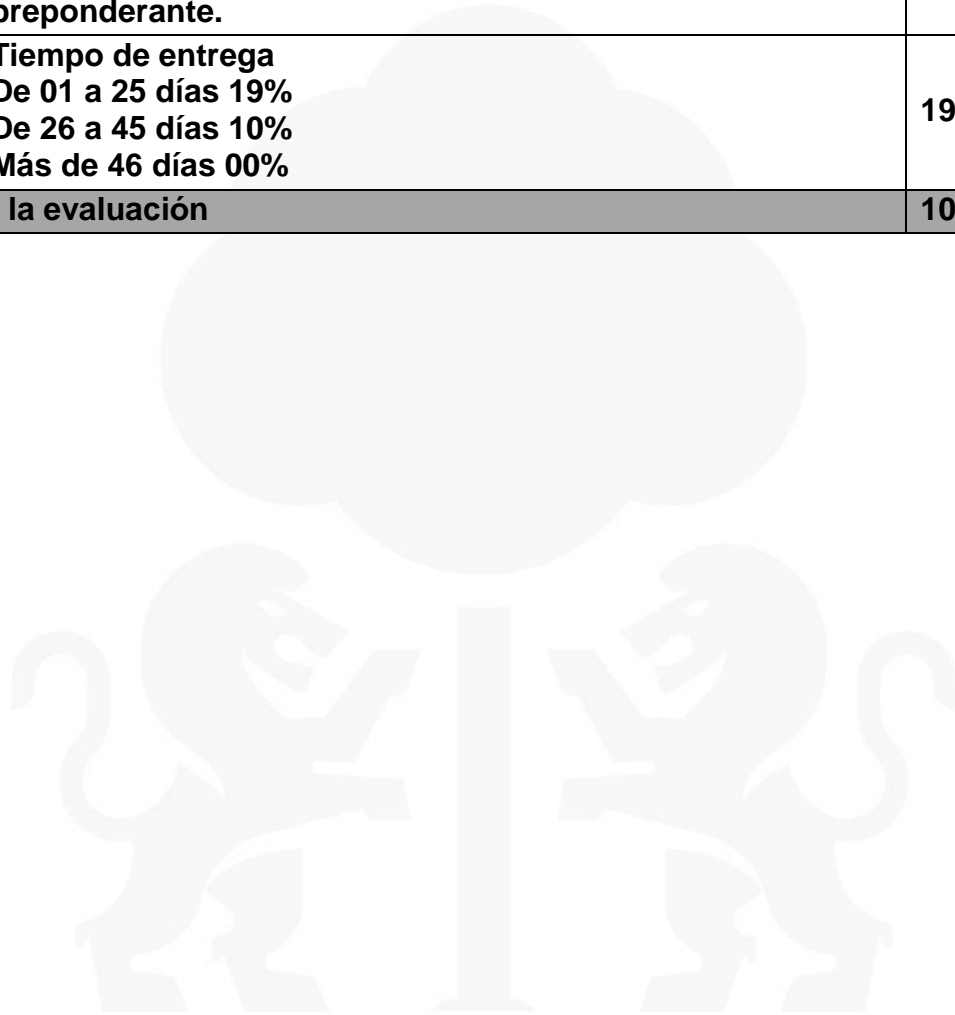 preponderante.
Tiempo de entrega
De 01 a 25 días 19%
De 26 a 45 días 10%
Más de 46 días 00%
19
la evaluación
10